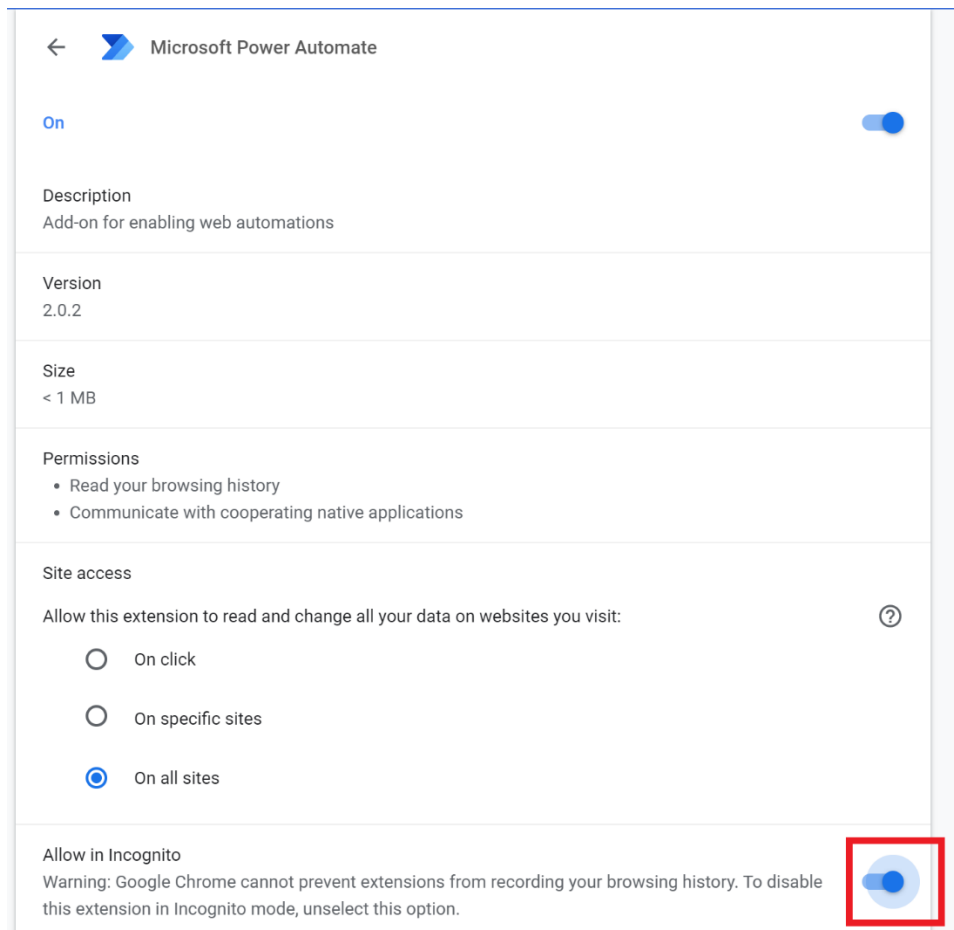 Microsoft Power Automate
On
Description
Add-on for enabling web automations
Version
2.0.2
Size
< 1 MB
Permissions
• Read your browsing history
• Communicate with cooperating native applications
Site access
Allow this extension to read and change all your data on websites you visit:
On click
On specific sites
On all sites
Allow in Incognito
Warning: Google Chrome cannot prevent extensions from recording your browsing history. To disable
this extension in Incognito mode, unselect this option.